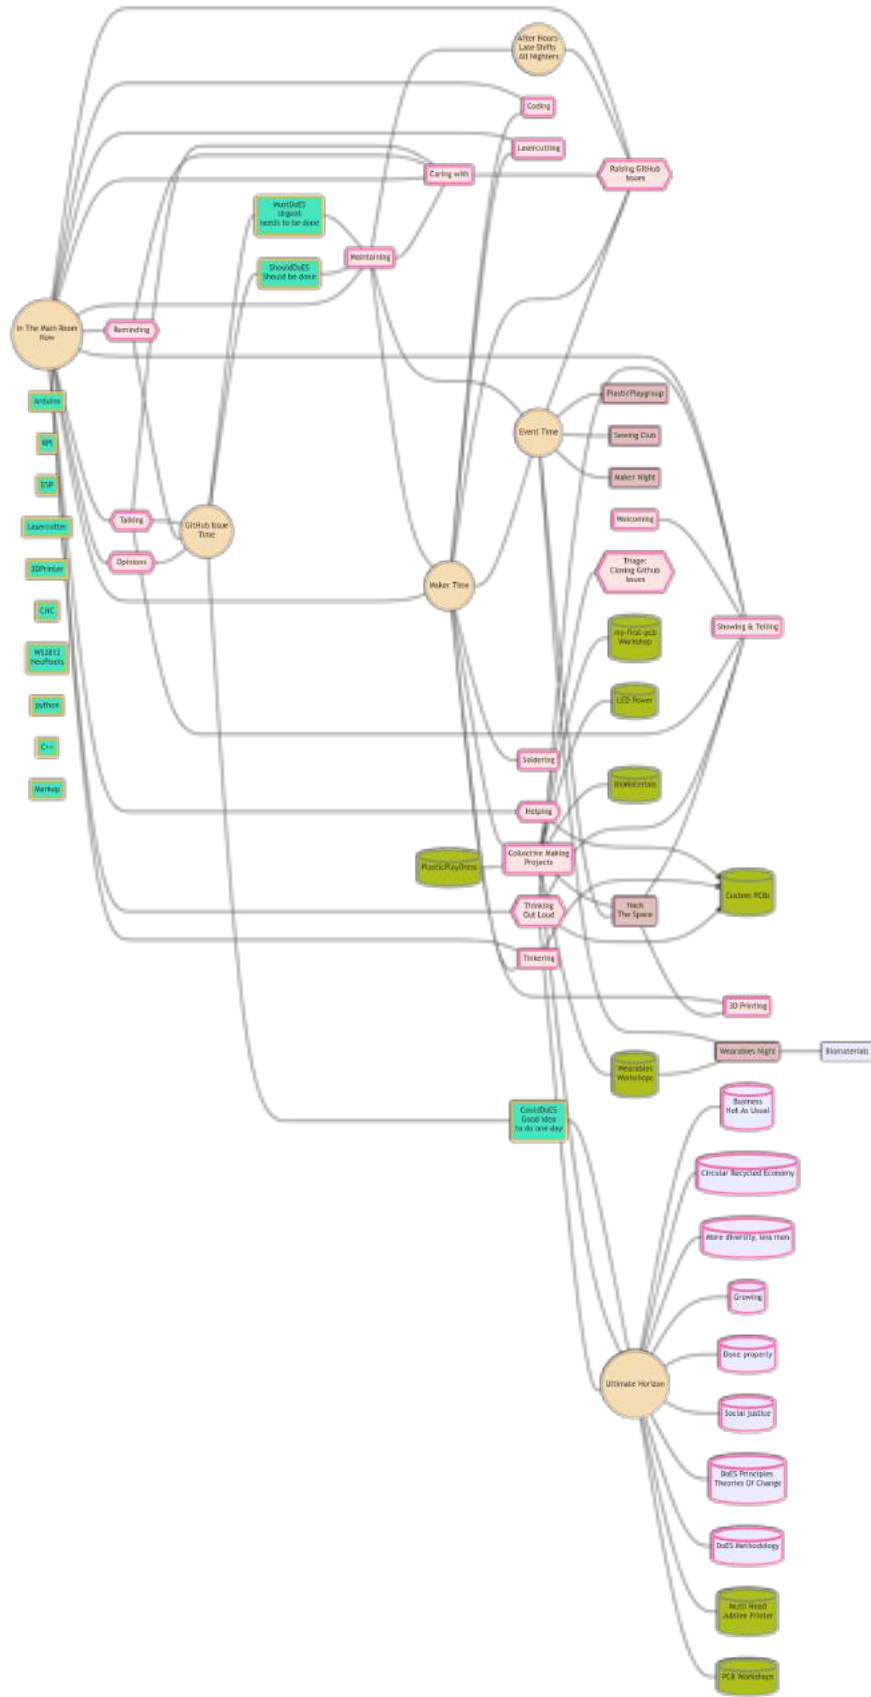 After Hours
Late Shifts
All Nighters
Coding
Lasercutting
Caring with
Raising GitHub
Issues
MustDoES
Urgent
needs to be done
Maintaining
ShouldDoES
Should be done
In The Main Room
Now
Reminding
Arduino
RPi
ESP
Lasercutter
3DPrinter
CNC
WS2812
NeoPixels
python
C++
Markup
Talking
Opinions
GitHub Issue
Time
Event Time
PlasticPlaygroup
Sewing Club
Maker Night
Welcoming
Triage:
Closing Github
Issues
Maker Time
my-first-pcb
Workshop
Showing & Telling
LED Power
Soldering
Biomaterials
Helping
Collective Making
Projects
PlasticPlayDress
Thinking
Out Loud
Hack
The Space
Custom PCBs
Tinkering
3D Printing
Wearables Night
Biomaterials
Wearables
Workshops
CouldDoES
Good idea
to do one day
Business
Not As Usual
Circular Recycled Economy
More diversity, less men
Growing
Done properly
Ultimate Horizon
Social Justice
DoES Principles
Theories Of Change
DoES Methodology
Multi Head
Jubilee Printer
PCB Workshops